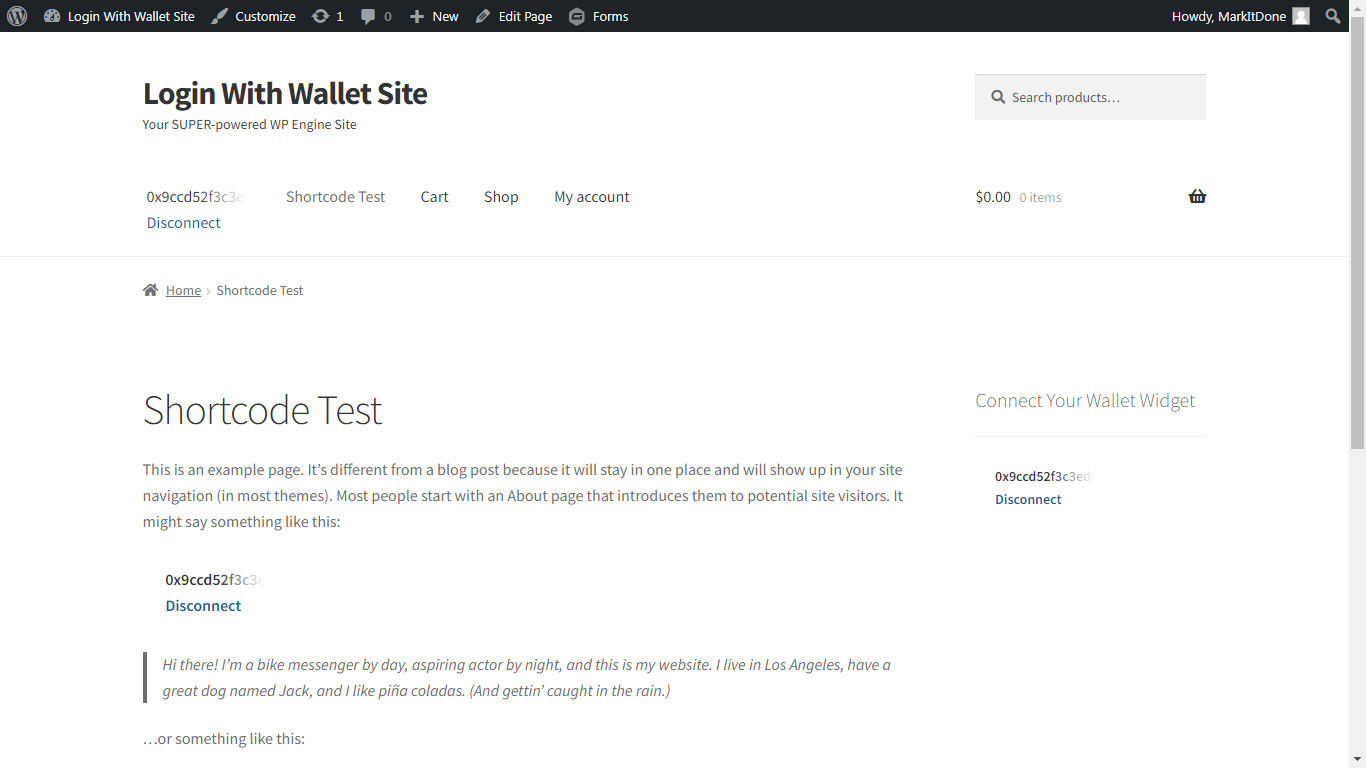 Login With Wallet Site Customize 1 0 New Edit Page Forms Howdy, MarkItDone
Login With Wallet Site
Search products…
Your SUPER-powered WP Engine Site
0x9ccd52f3c3e Shortcode Test Cart Shop My account $0.00 0 items
Disconnect
Home › Shortcode Test
Shortcode Test
Connect Your Wallet Widget
This is an example page. It’s different from a blog post because it will stay in one place and will show up in your site
navigation (in most themes). Most people start with an About page that introduces them to potential site visitors. It
might say something like this:
0x9ccd52f3c3ed
Disconnect
0x9ccd52f3c3e
Disconnect
Hi there! I’m a bike messenger by day, aspiring actor by night, and this is my website. I live in Los Angeles, have a
great dog named Jack, and I like piña coladas. (And gettin’ caught in the rain.)
…or something like this: